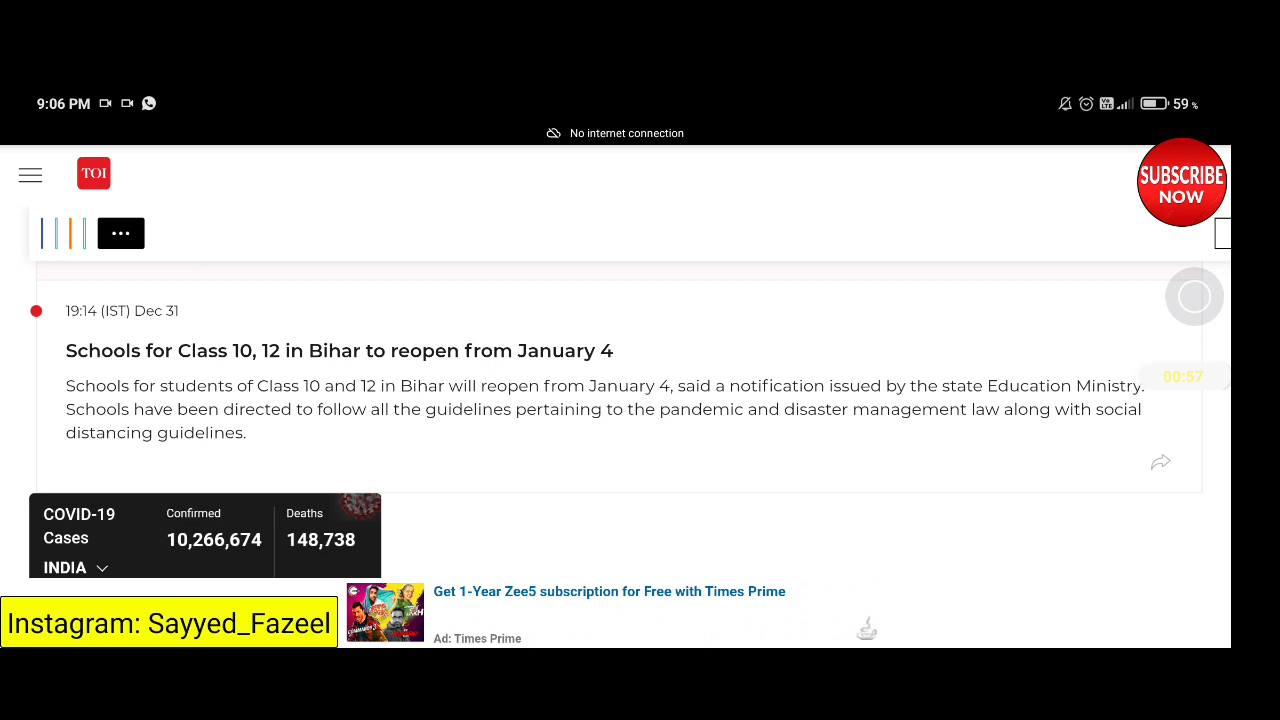 9:06 PM
59 %
No internet connection
TOI
SUBSCRIBE
NOW
19:14 (IST) Dec 31
Schools for Class 10, 12 in Bihar to reopen from January 4
Schools for students of Class 10 and 12 in Bihar will reopen from January 4, said a notification issued by the state Education Ministry.
Schools have been directed to follow all the guidelines pertaining to the pandemic and disaster management law along with social
distancing guidelines.
00:57
COVID-19
Cases
INDIA
Confirmed
10,266,674
Deaths
148,738
Get 1-Year Zee5 subscription for Free with Times Prime
Ad: Times Prime
Instagram: Sayyed_Fazeel